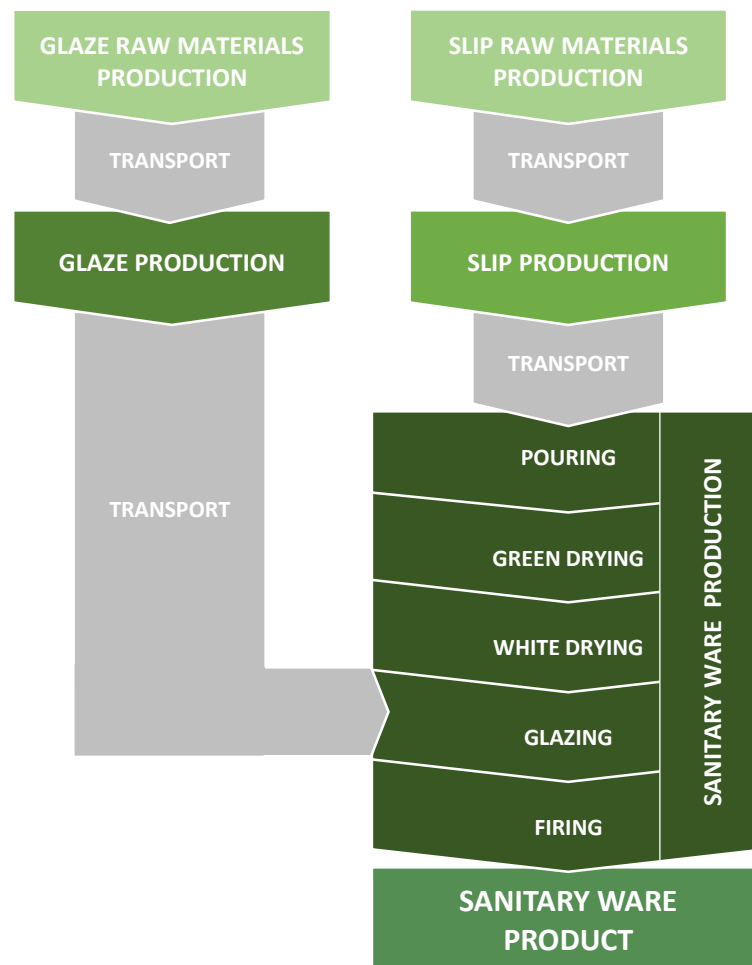 GLAZE RAW MATERIALS
PRODUCTION
SLIP RAW MATERIALS
PRODUCTION
TRANSPORT
TRANSPORT
GLAZE PRODUCTION
SLIP PRODUCTION
TRANSPORT
TRANSPORT
POURING
GREEN DRYING
WHITE DRYING
GLAZING
FIRING
SANITARY WARE PRODUCTION
SANITARY WARE
PRODUCT